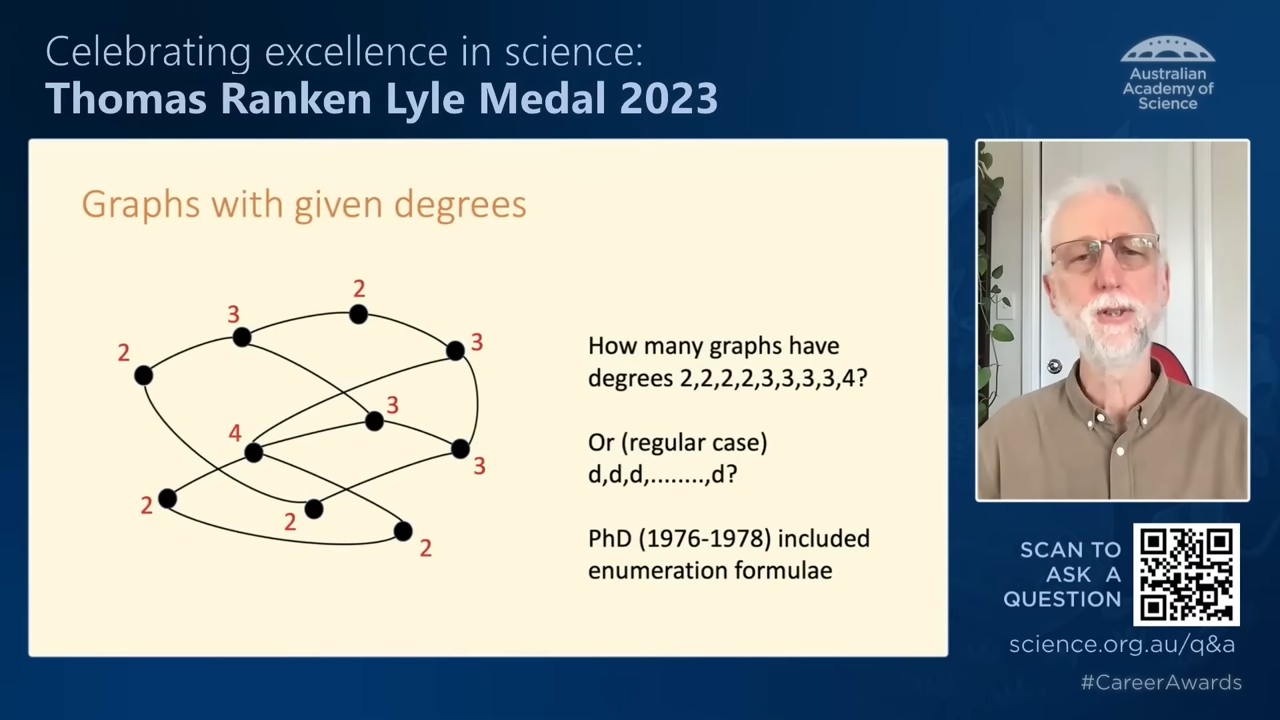 Celebrating excellence in science:
Thomas Ranken Lyle Medal 2023
Australian
Academy of
Science
Graphs with given degrees
2
3
2
3
3
4
3
2
2
2
How many graphs have
degrees 2,2,2,2,3,3,3,3,4?
Or (regular case)
d,d,d,........,d?
PhD (1976-1978) included
enumeration formulae
SCAN TO
ASK A
QUESTION
science.org.au/q&a
#CareerAwards